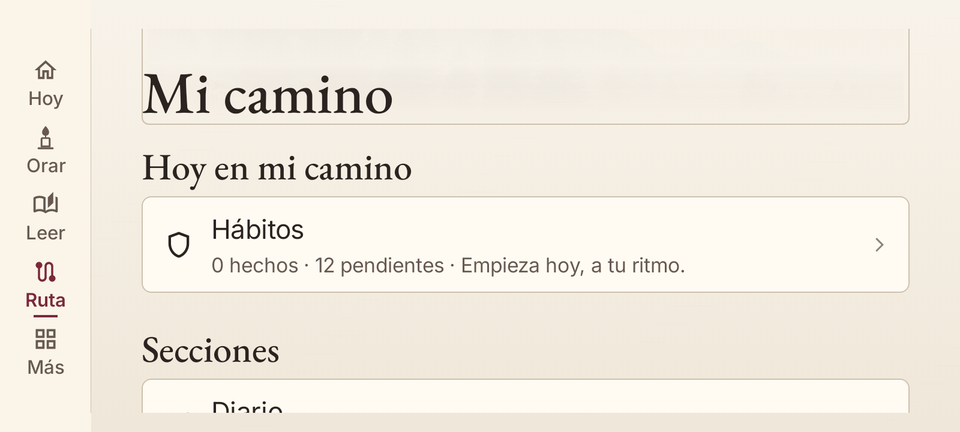 Hoy
Orar
Leer
Ruta
Más
Mi camino
Hoy en mi camino
Hábitos
0 hechos · 12 pendientes · Empieza hoy, a tu ritmo.
Secciones
Diario